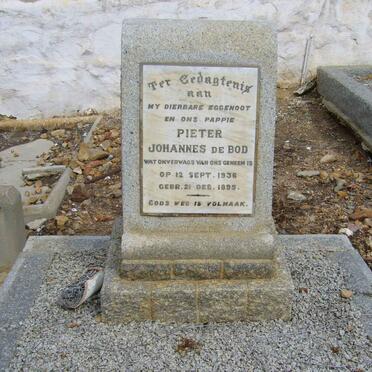 Ter Gedagtenis
aan
MY DIERBARE EGGENOOT
EN ONS PAPPIE
PIETER
JOHANNES DE BOD
WAT ONVERWAGS VAN ONS GENEEM IS
OP 12 SEPT. 1936
GEBR. 21 DES. 1895.
GODS WEG IS VOLMAAK.